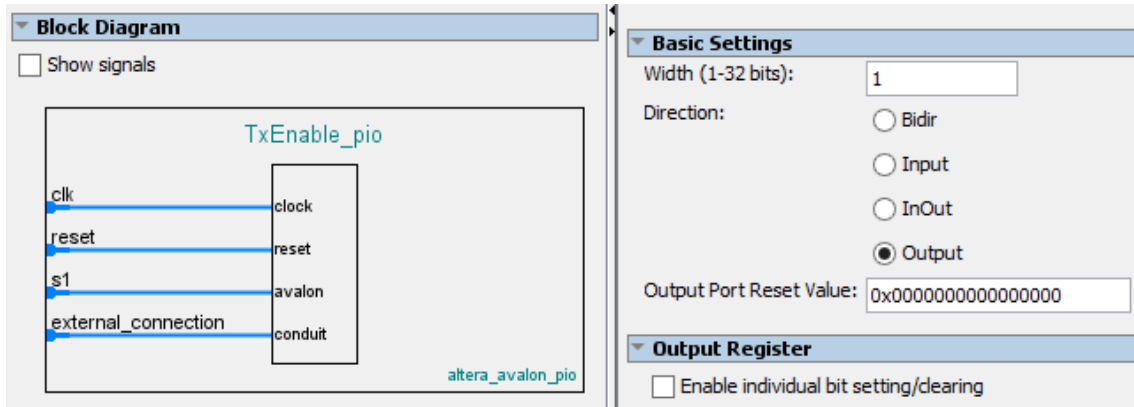 Block Diagram
Show signals
TxEnable_pio
clk
clock
reset
reset
s1
avalon
external_connection
conduit
altera_avalon_pio
Basic Settings
Width (1-32 bits): 1
Direction: Bidir
Input
InOut
Output
Output Port Reset Value: 0x0000000000000000
Output Register
Enable individual bit setting/clearing